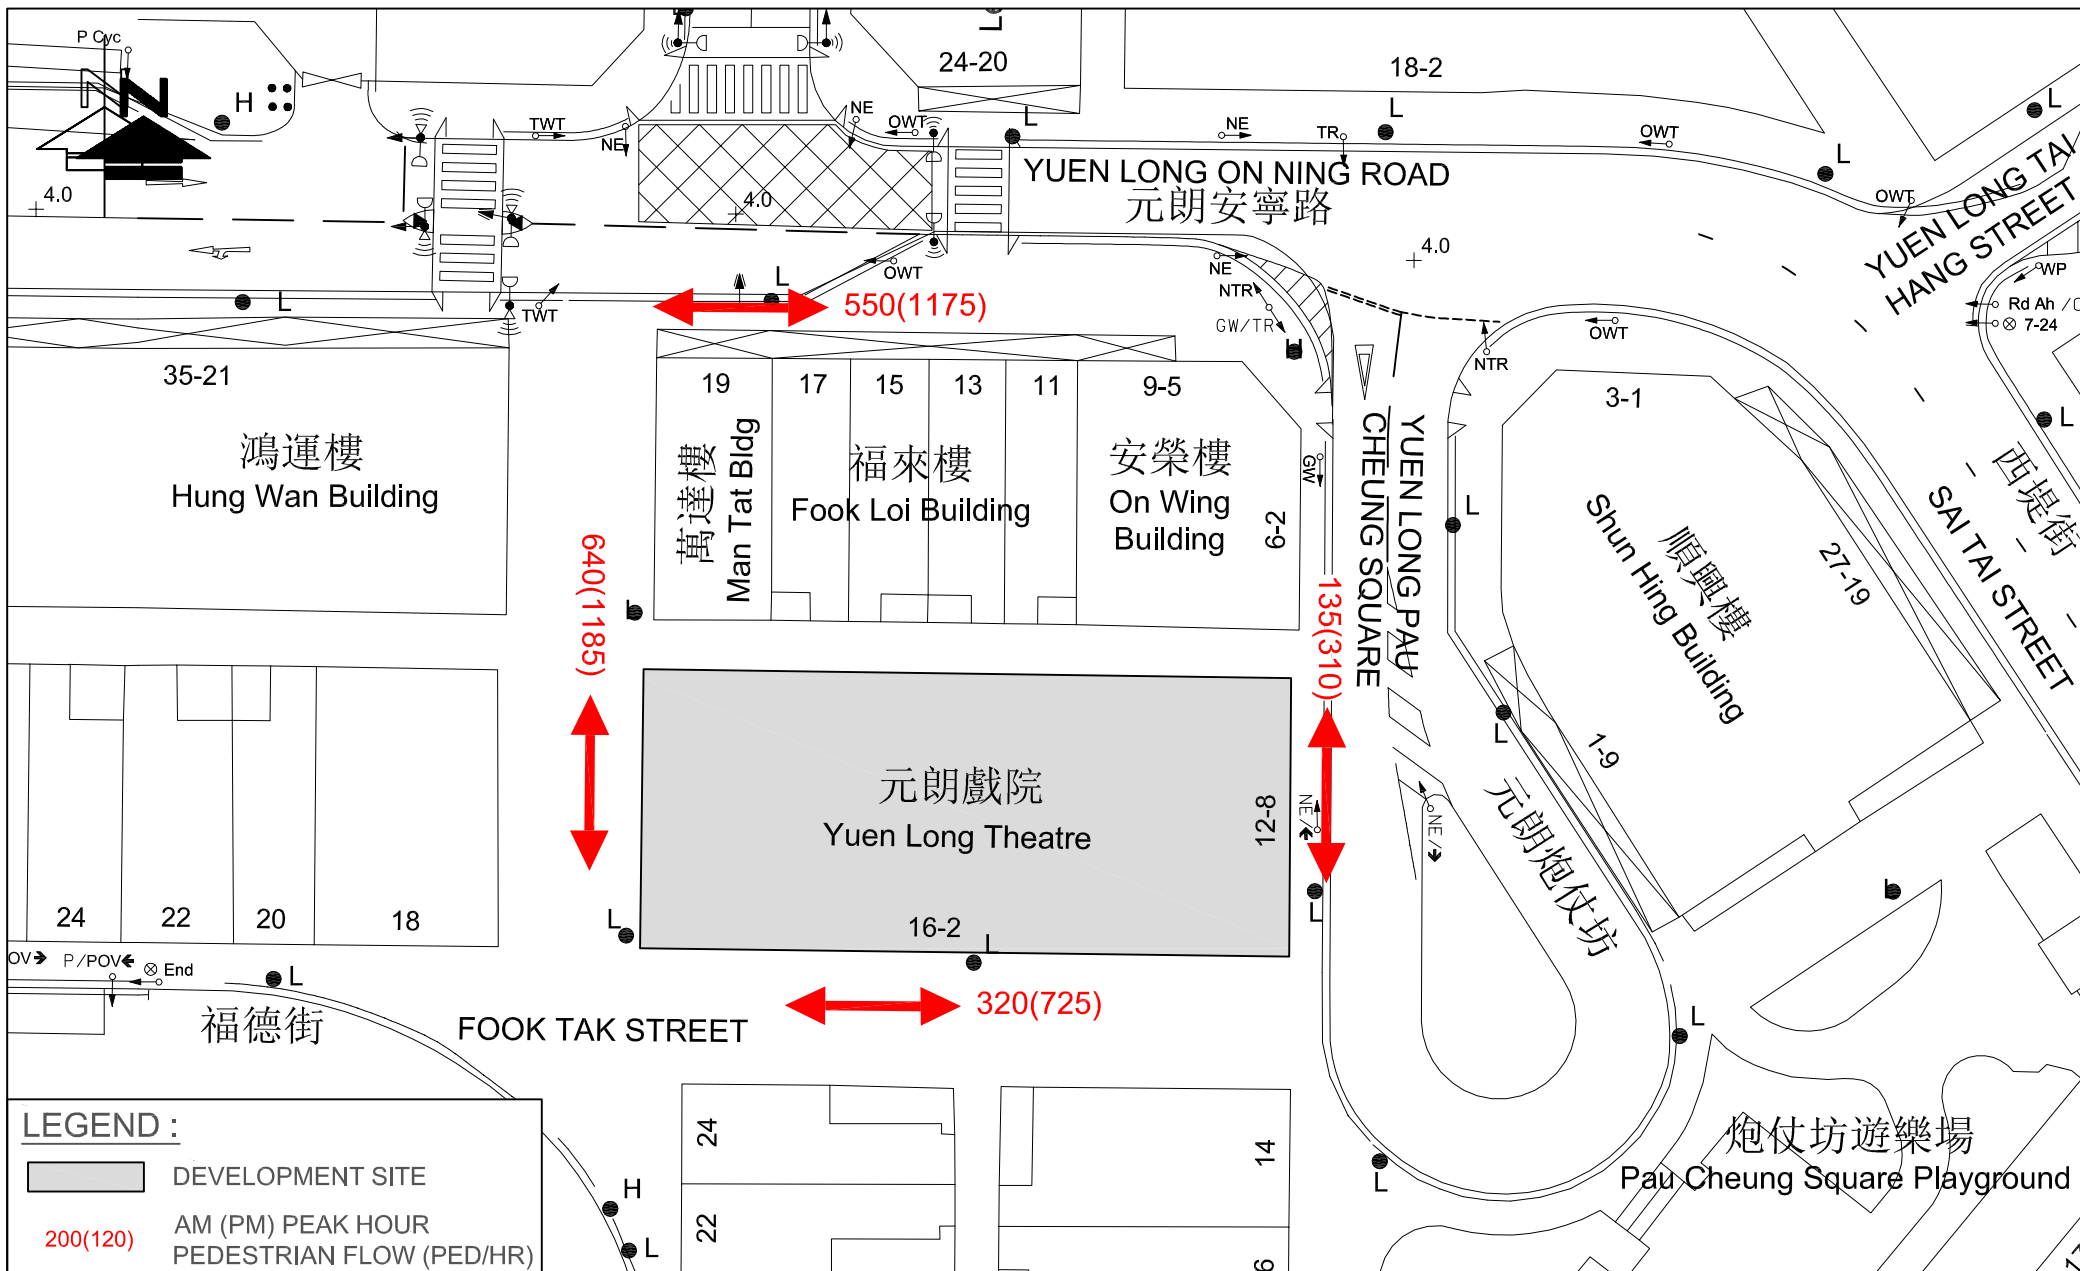 P Cyc
N
H
4.0
TWT
NE
L
24-20
NE
OWT
L
18-2
NE
TR
L
OWT
L
L
OWT
YUEN LONG ON NING ROAD
元朗安寧路
YUEN LONG TAI
HANG STREET
4.0
4.0
WP
Rd Ah /
7-24
L
TWT
L
OWT
NE
NTR
GW/TR
H
NTR
OWT
550(1175)
35-21
鴻運樓
Hung Wan Building
19
萬達樓
Man Tat Bldg
17
15
13
11
福來樓
Fook Loi Building
9-5
安榮樓
On Wing
Building
6-2
GW
YUEN LONG PAU
CHEUNG SQUARE
L
3-1
順興樓
Shun Hing Building
27-19
1-9
L
西堤街
SAI TAI STREET
L
640(1185)
135(310)
L
元朗戲院
Yuen Long Theatre
12-8
16-2
L
NE/
NE/
元朗炮仗坊
L
L
L
24
22
20
18
L
OV
P/POV
End
L
福德街
FOOK TAK STREET
320(725)
L
L
24
22
14
6
炮仗坊遊樂場
Pau Cheung Square Playground
H
L
LEGEND :
DEVELOPMENT SITE
200(120)
AM (PM) PEAK HOUR
PEDESTRIAN FLOW (PED/HR)